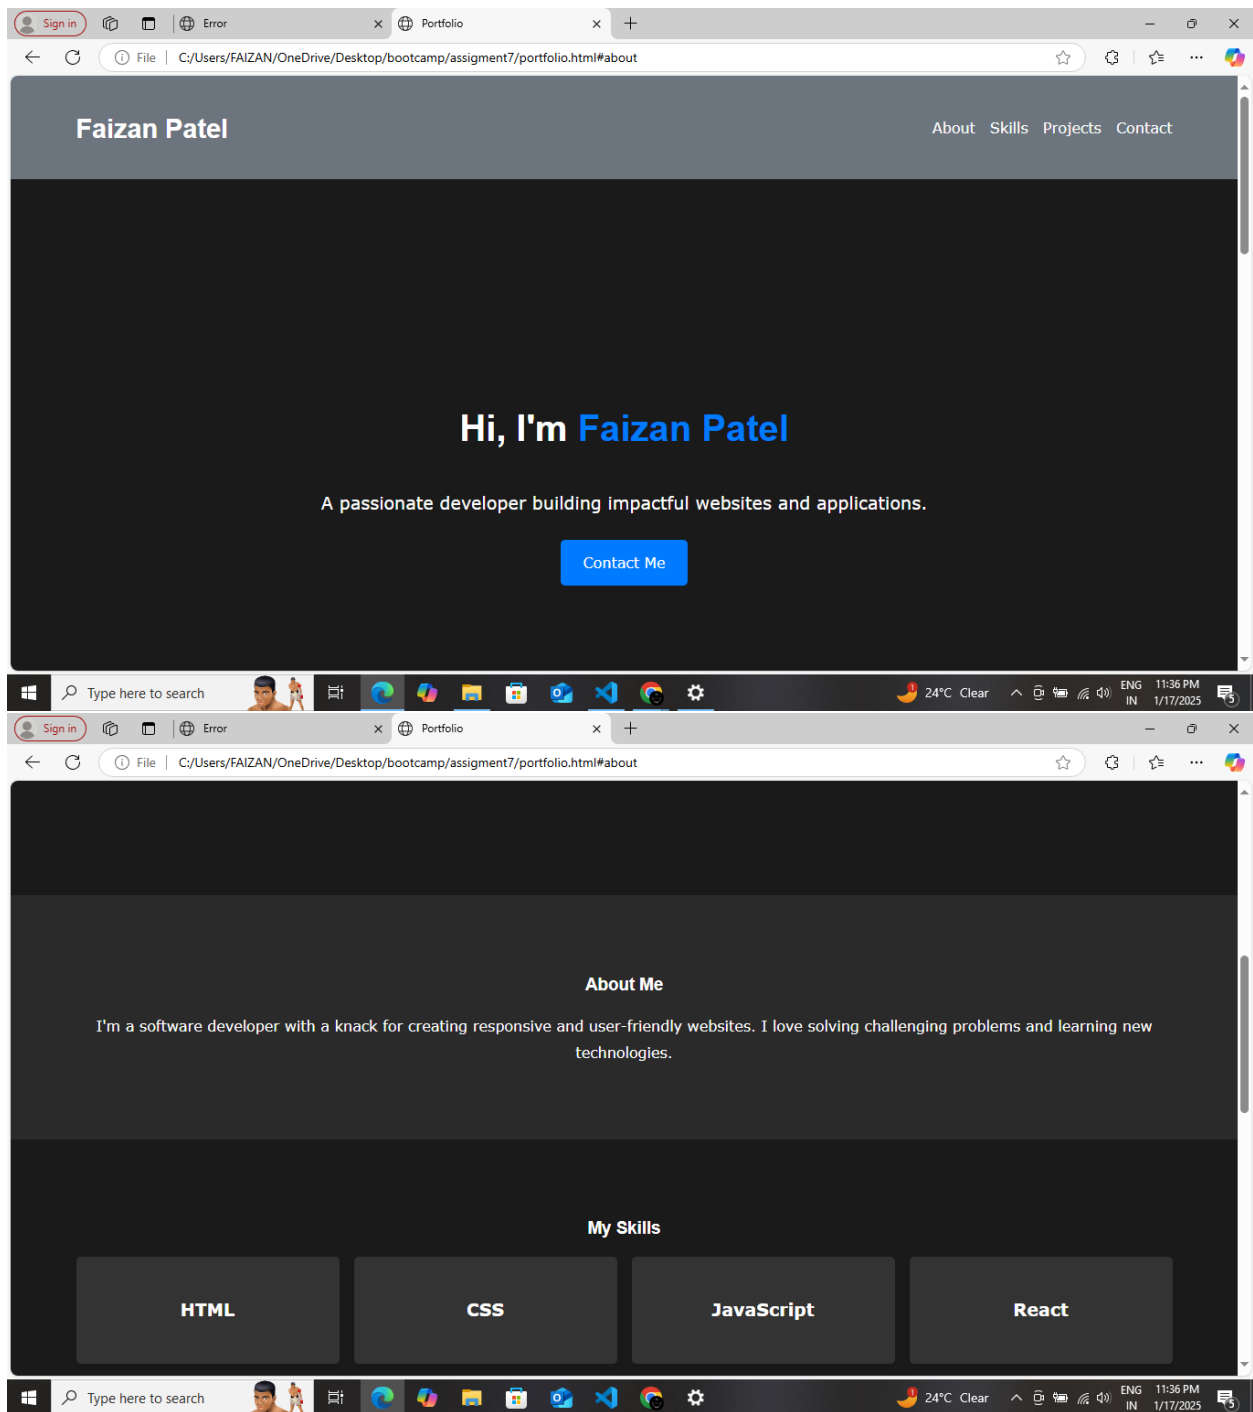 Sign in
Error
Portfolio
File
C:/Users/FAIZAN/OneDrive/Desktop/bootcamp/assigment7/portfolio.html#about
Faizan Patel
About Skills Projects Contact
Hi, I'm Faizan Patel
A passionate developer building impactful websites and applications.
Contact Me
Type here to search
1
24°C Clear
ENG
IN
11:36 PM
1/17/2025
5
Sign in
Error
Portfolio
File
C:/Users/FAIZAN/OneDrive/Desktop/bootcamp/assigment7/portfolio.html#about
About Me
I'm a software developer with a knack for creating responsive and user-friendly websites. I love solving challenging problems and learning new
technologies.
My Skills
HTML
CSS
JavaScript
React
Type here to search
1
24°C Clear
ENG
IN
11:36 PM
1/17/2025
5